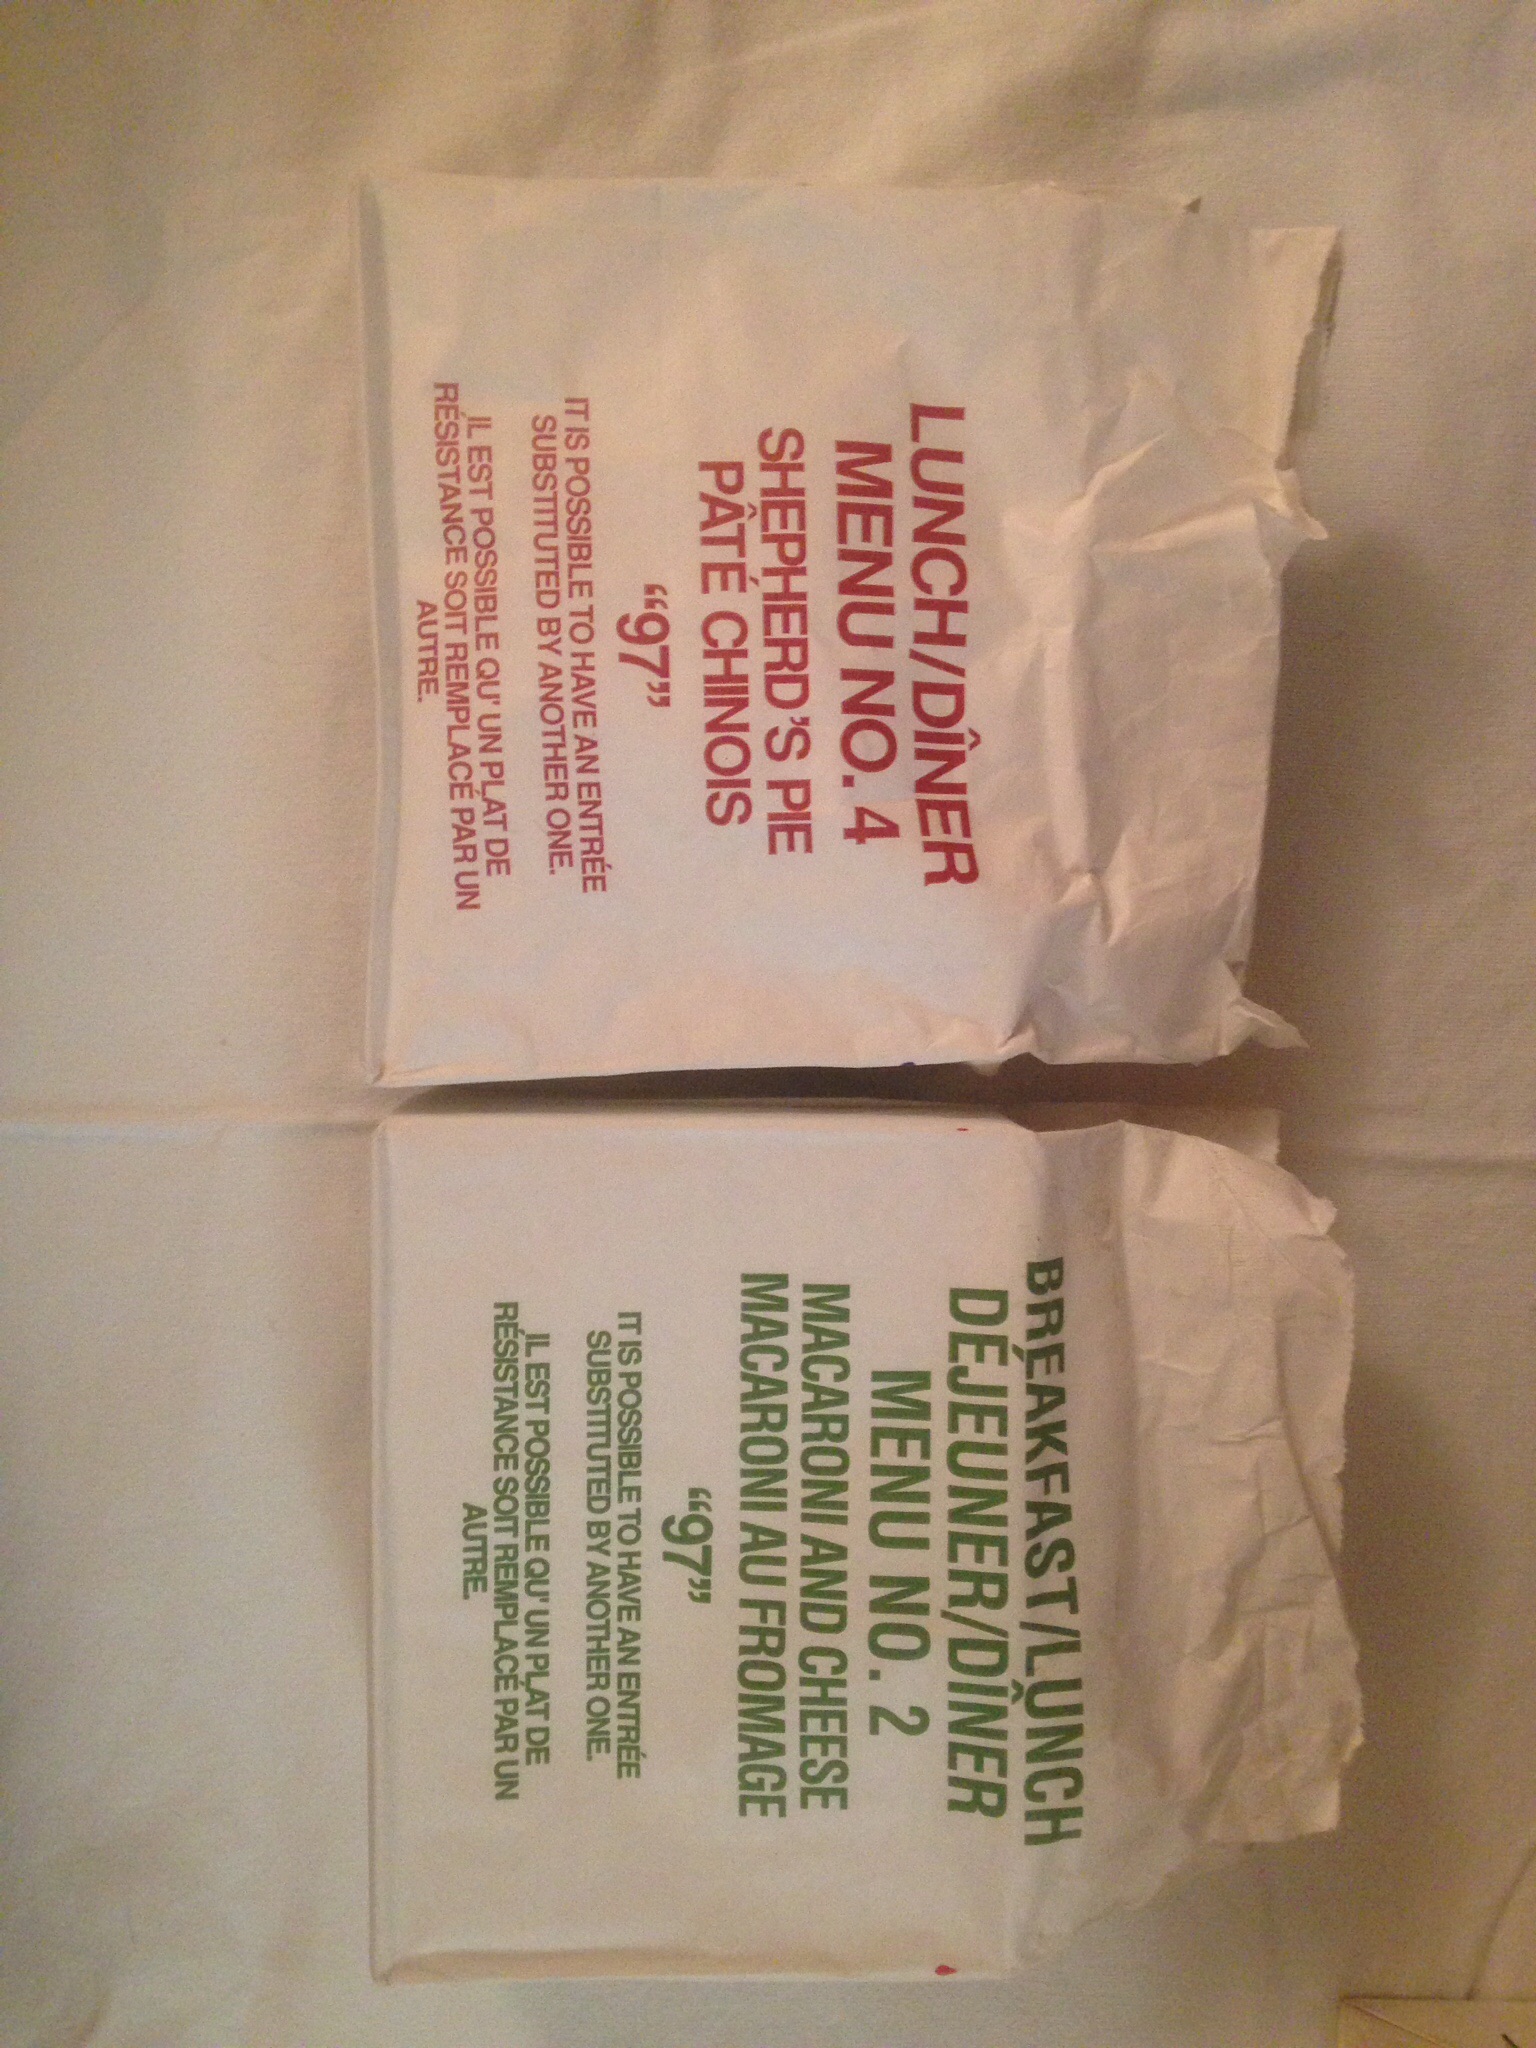 LUNCH/DÎNER
MENU NO. 4
SHEPHERD'S PIE
PÂTÉ CHINOIS
“97”
IT IS POSSIBLE TO HAVE AN ENTRÉE
SUBSTITUTED BY ANOTHER ONE.
IL EST POSSIBLE QU' UN PLAT DE
RÉSISTANCE SOIT REMPLACÉ PAR UN
AUTRE.
BREAKFAST/LUNCH
DÉJEUNER/DÎNER
MENU NO. 2
MACARONI AND CHEESE
MACARONI AU FROMAGE
“97”
IT IS POSSIBLE TO HAVE AN ENTRÉE
SUBSTITUTED BY ANOTHER ONE.
IL EST POSSIBLE QU' UN PLAT DE
RÉSISTANCE SOIT REMPLACÉ PAR UN
AUTRE.